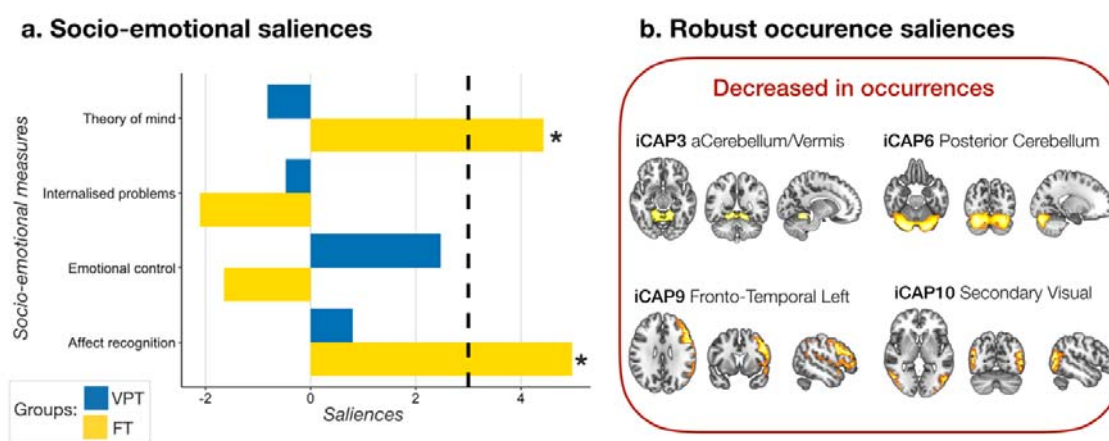 a. Socio-emotional saliences
Socio-emotional measures
Theory of mind
*
Internalised problems
Emotional control
Affect recognition
*
-2
0
2
4
Saliences
Groups:
VPT
FT
b. Robust occurence saliences
Decreased in occurrences
iCAP3 aCerebellum/Vermis
iCAP6 Posterior Cerebellum
iCAP9 Fronto-Temporal Left
iCAP10 Secondary Visual